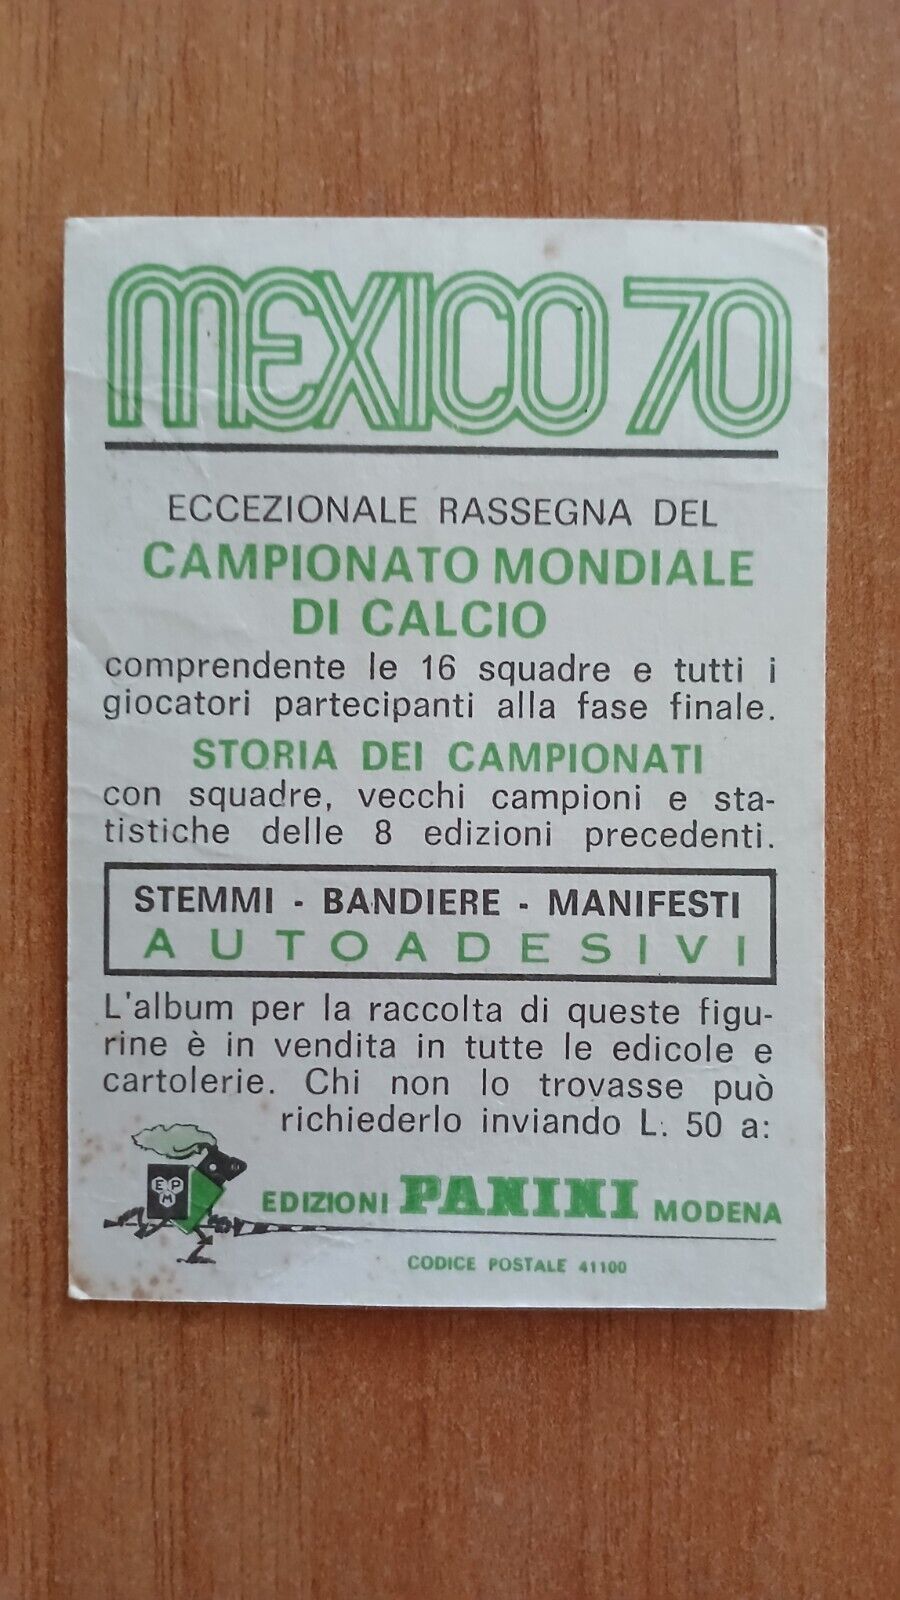 MEXICO 70
ECCEZIONALE RASSEGNA DEL
CAMPIONATO MONDIALE
DI CALCIO
comprendente le 16 squadre e tutti i
giocatori partecipanti alla fase finale.
STORIA DEI CAMPIONATI
con squadre, vecchi campioni e sta-
tistiche delle 8 edizioni precedenti.
STEMMI - BANDIERE - MANIFESTI
AUTOADESIVI
L'album per la raccolta di queste figu-
rine è in vendita in tutte le edicole e
cartolerie. Chi non lo trovasse può
richiederlo inviando L. 50 a:
EPM
EDIZIONI PANINI MODENA
CODICE POSTALE 41100